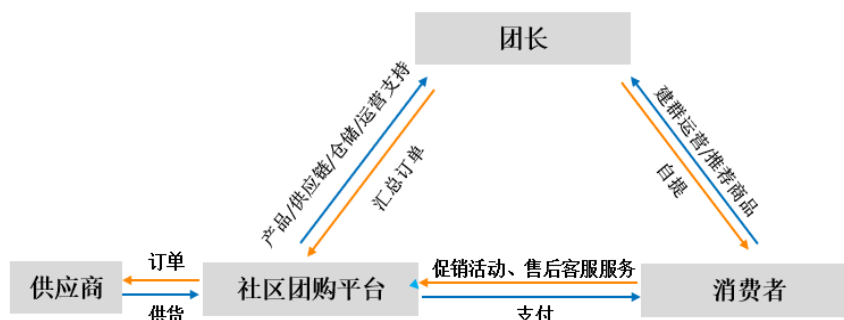 团长
产品/供应链/仓储/运营支持
汇总订单
建群运营/推荐商品
自提
订单
促销活动、售后客服服务
供应商
社区团购平台
消费者
供货
支付